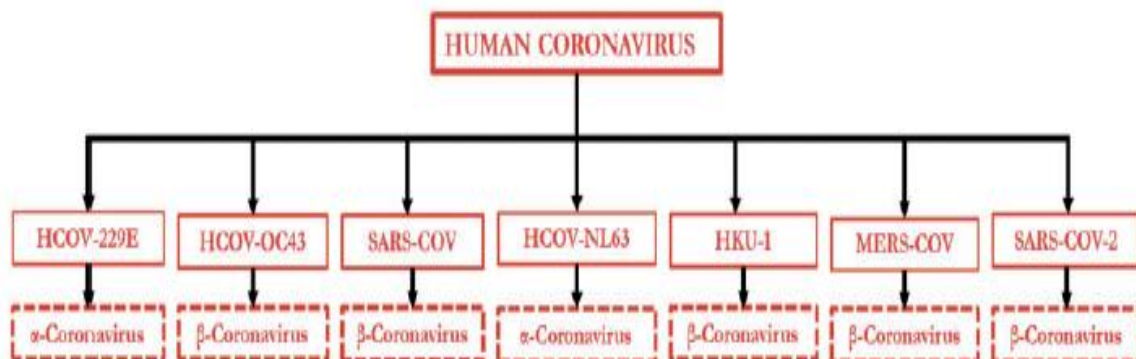 HUMAN CORONAVIRUS
HCOV-229E
HCOV-OC43
SARS-COV
HCOV-NL63
HKU-1
MERS-COV
SARS-COV-2
α-Coronavirus
β-Coronavirus
β-Coronavirus
α-Coronavirus
β-Coronavirus
β-Coronavirus
β-Coronavirus